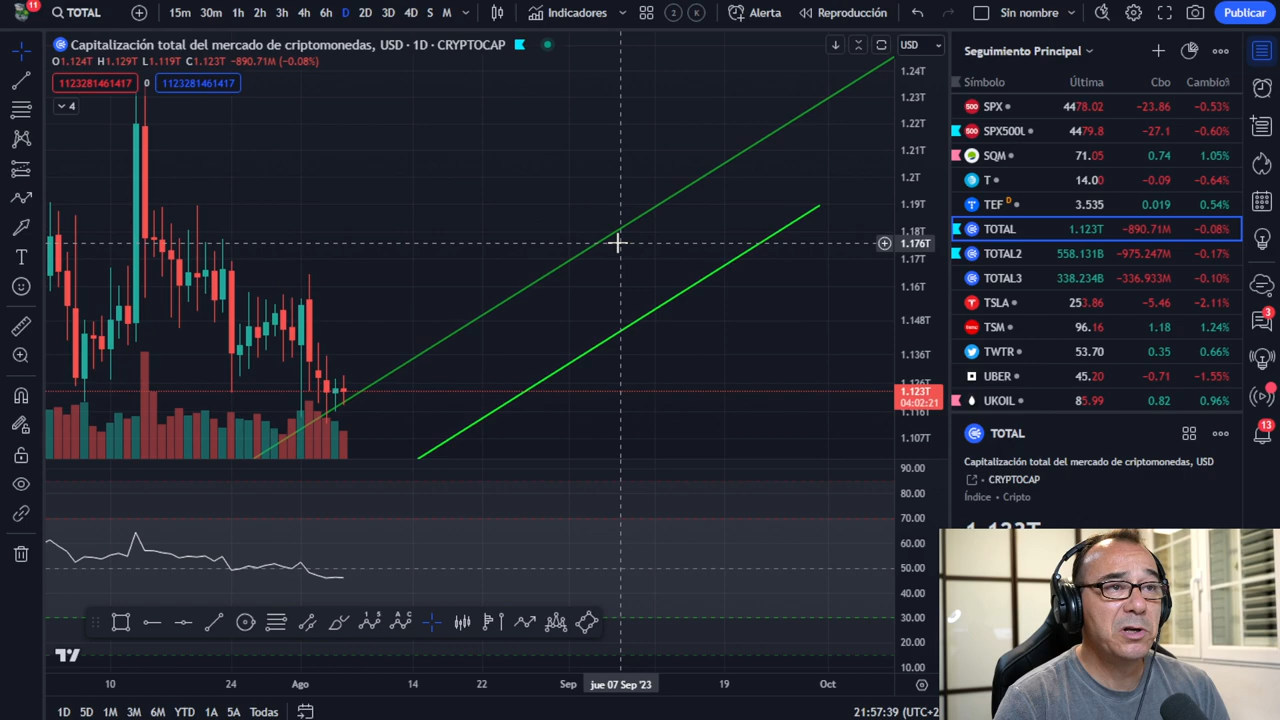 11
TOTAL
15m 30m 1h 2h 3h 4h 6h D 2D 3D 4D S M
Indicadores
2 K
Alerta
Reproducción
Sin nombre
Publicar
Capitalización total del mercado de criptomonedas, USD · 1D · CRYPTOCAP
O1.124T H1.129T L1.119T C1.123T −890.71M (−0.08%)
1123281461417 0 1123281461417
4
USD
1.24T
1.23T
1.22T
1.21T
1.2T
1.19T
1.18T
1.176T
1.17T
1.16T
1.148T
1.136T
1.126T
1.123T
04:02:21
1.116T
1.107T
90.00
80.00
70.00
60.00
50.00
40.00
30.00
20.00
10.00
10 24 Ago 14 22 Sep jue 07 Sep '23 19 Oct
1D 5D 1M 3M 6M YTD 1A 5A Todas
21:57:39 (UTC+2
Seguimiento Principal
Símbolo Última Cbo Cambio%
SPX 4478.02 −23.86 −0.53%
SPX500L 4479.8 −27.1 −0.60%
SQM 71.05 0.74 1.05%
T 14.00 −0.09 −0.64%
TEF D 3.535 0.019 0.54%
TOTAL 1.123T −890.71M −0.08%
TOTAL2 558.131B −975.247M −0.17%
TOTAL3 338.234B −336.933M −0.10%
TSLA 253.86 −5.46 −2.11%
TSM 96.16 1.18 1.24%
TWTR 53.70 0.35 0.66%
UBER 45.20 −0.71 −1.55%
UKOIL 85.99 0.82 0.96%
TOTAL
Capitalización total del mercado de criptomonedas, USD
CRYPTOCAP
Índice • Cripto
1.123T
3
13